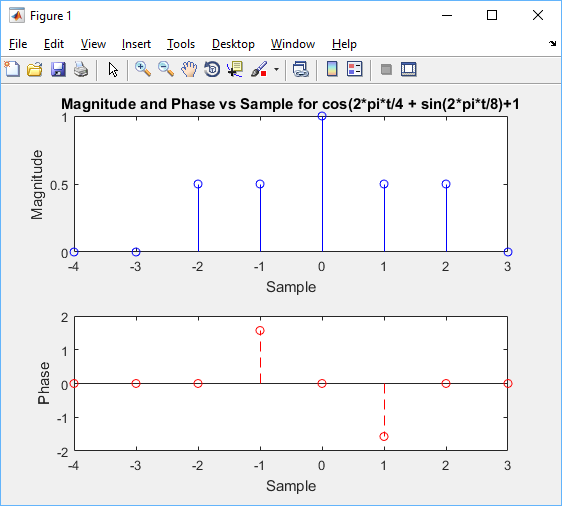 Figure 1
File Edit View Insert Tools Desktop Window Help
Magnitude and Phase vs Sample for cos(2*pi*t/4 + sin(2*pi*t/8)+1
1
0.5
0
Magnitude
-4 -3 -2 -1 0 1 2 3
Sample
2
1
0
-1
-2
Phase
-4 -3 -2 -1 0 1 2 3
Sample